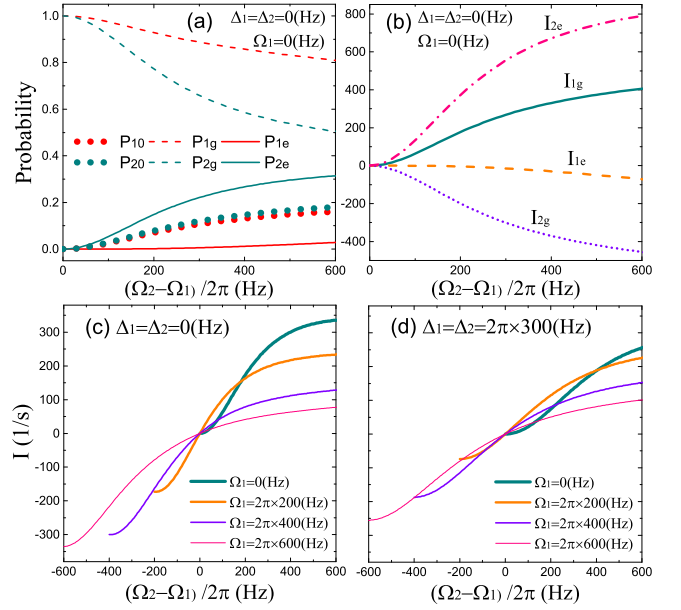 (a) Δ₁=Δ₂=0(Hz)
Ω₁=0(Hz)
Probability
1.0
0.8
0.6
0.4
0.2
0.0
P₁₀ P₁g P₁e
P₂₀ P₂g P₂e
0 200 400 600
(Ω₂−Ω₁)/2π (Hz)
(b) Δ₁=Δ₂=0(Hz)
Ω₁=0(Hz)
800
600
400
200
0
-200
-400
I₂e
I₁g
I₁e
I₂g
0 200 400 600
(Ω₂−Ω₁)/2π (Hz)
(c) Δ₁=Δ₂=0(Hz)
I (1/s)
300
200
100
0
-100
-200
-300
Ω₁=0(Hz)
Ω₁=2π×200(Hz)
Ω₁=2π×400(Hz)
Ω₁=2π×600(Hz)
-600 -400 -200 0 200 400 600
(Ω₂−Ω₁)/2π (Hz)
(d) Δ₁=Δ₂=2π×300(Hz)
Ω₁=0(Hz)
Ω₁=2π×200(Hz)
Ω₁=2π×400(Hz)
Ω₁=2π×600(Hz)
-600 -400 -200 0 200 400 600
(Ω₂−Ω₁)/2π (Hz)